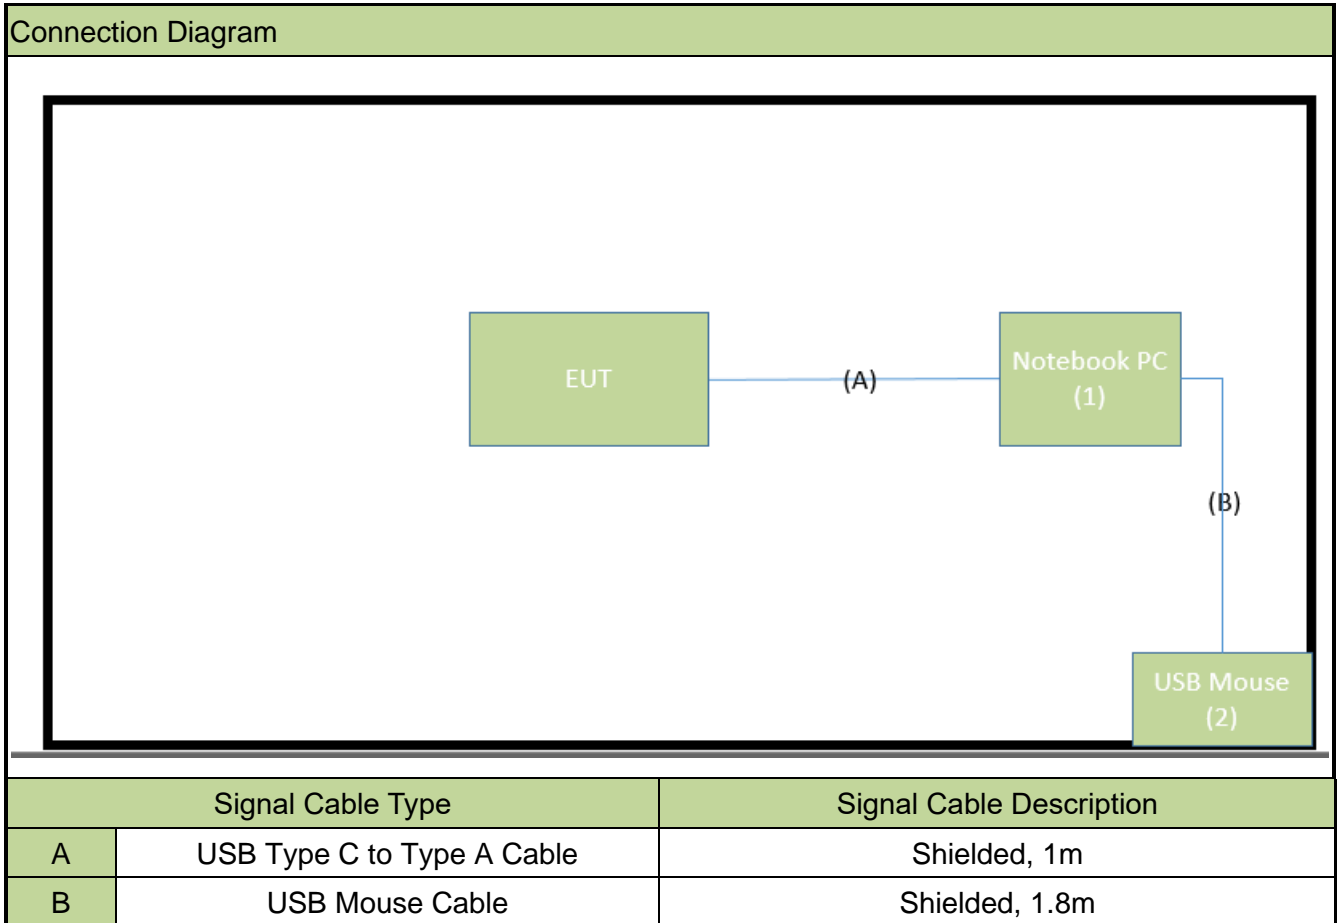 Connection Diagram
EUT
(A)
Notebook PC
(1)
(B)
USB Mouse
(2)
Signal Cable Type Signal Cable Description
A USB Type C to Type A Cable Shielded, 1m
B USB Mouse Cable Shielded, 1.8m